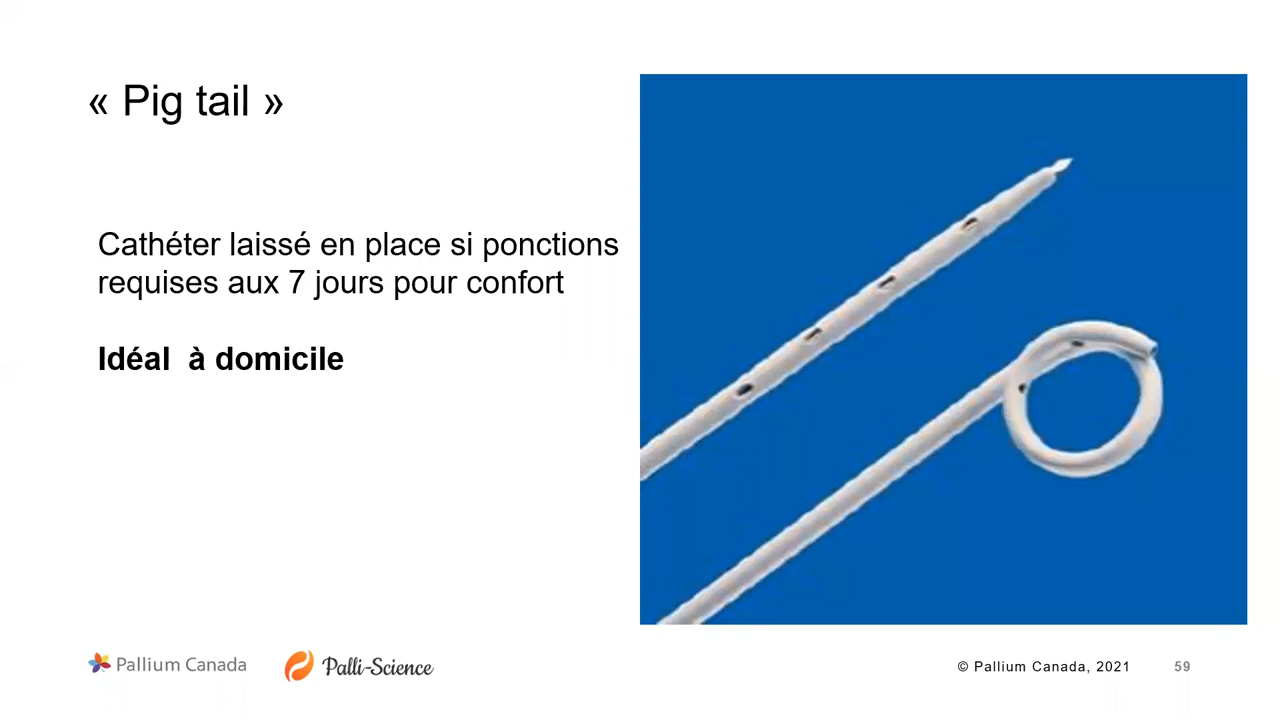 « Pig tail »
Cathéter laissé en place si ponctions
requises aux 7 jours pour confort
Idéal à domicile
Pallium Canada
Palli-Science
© Pallium Canada, 2021
59